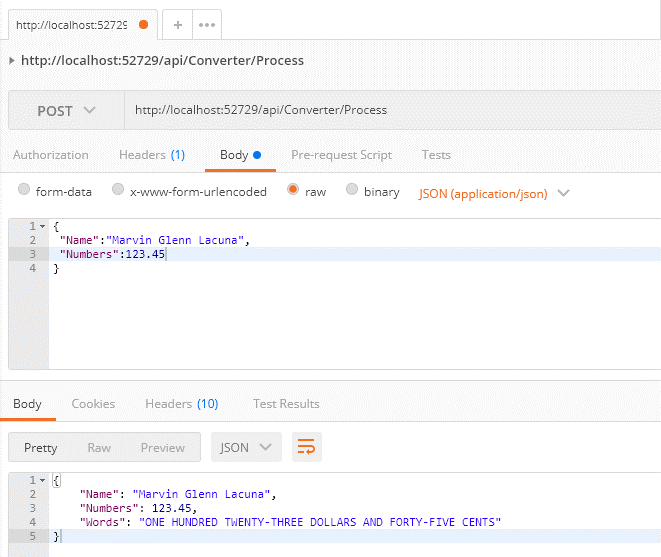 http://localhost:52729 + •••
http://localhost:52729/api/Converter/Process
POST http://localhost:52729/api/Converter/Process
Authorization Headers (1) Body Pre-request Script Tests
form-data x-www-form-urlencoded raw binary JSON (application/json)
1 {
2 "Name":"Marvin Glenn Lacuna",
3 "Numbers":123.45
4 }
Body Cookies Headers (10) Test Results
Pretty Raw Preview JSON
1 {
2 "Name": "Marvin Glenn Lacuna",
3 "Numbers": 123.45,
4 "Words": "ONE HUNDRED TWENTY-THREE DOLLARS AND FORTY-FIVE CENTS"
5 }